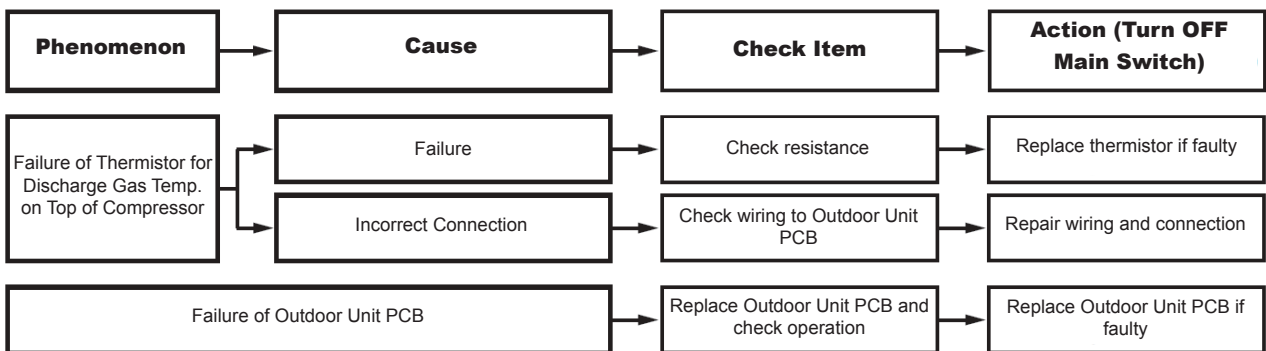 Phenomenon
Cause
Check Item
Action (Turn OFF
Main Switch)
Failure of Thermistor for
Discharge Gas Temp.
on Top of Compressor
Failure
Check resistance
Replace thermistor if faulty
Incorrect Connection
Check wiring to Outdoor Unit
PCB
Repair wiring and connection
Failure of Outdoor Unit PCB
Replace Outdoor Unit PCB and
check operation
Replace Outdoor Unit PCB if
faulty